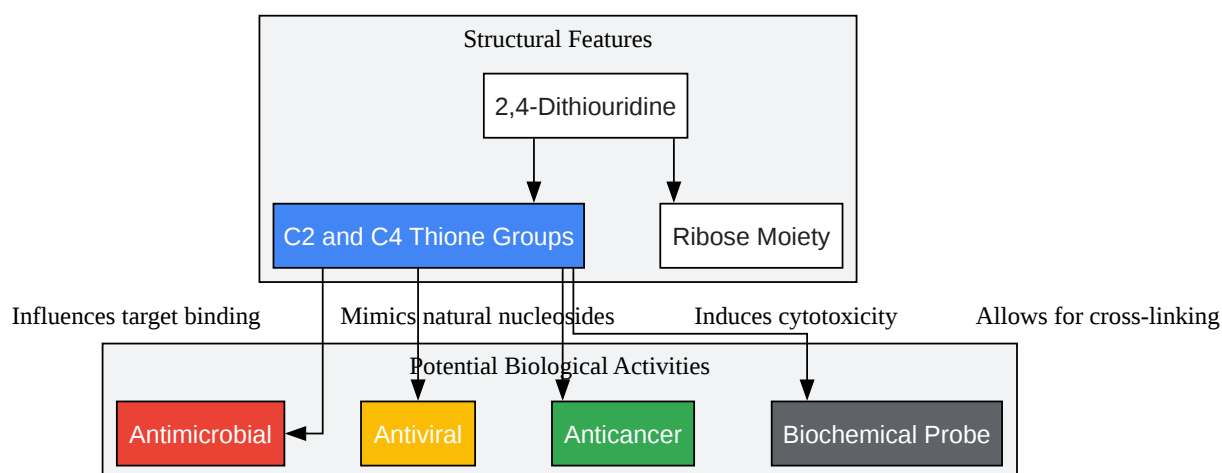 Structural Features
2,4-Dithiouridine
C2 and C4 Thione Groups
Ribose Moiety
Influences target binding
Mimics natural nucleosides
Induces cytotoxicity
Allows for cross-linking
Potential Biological Activities
Antimicrobial
Antiviral
Anticancer
Biochemical Probe